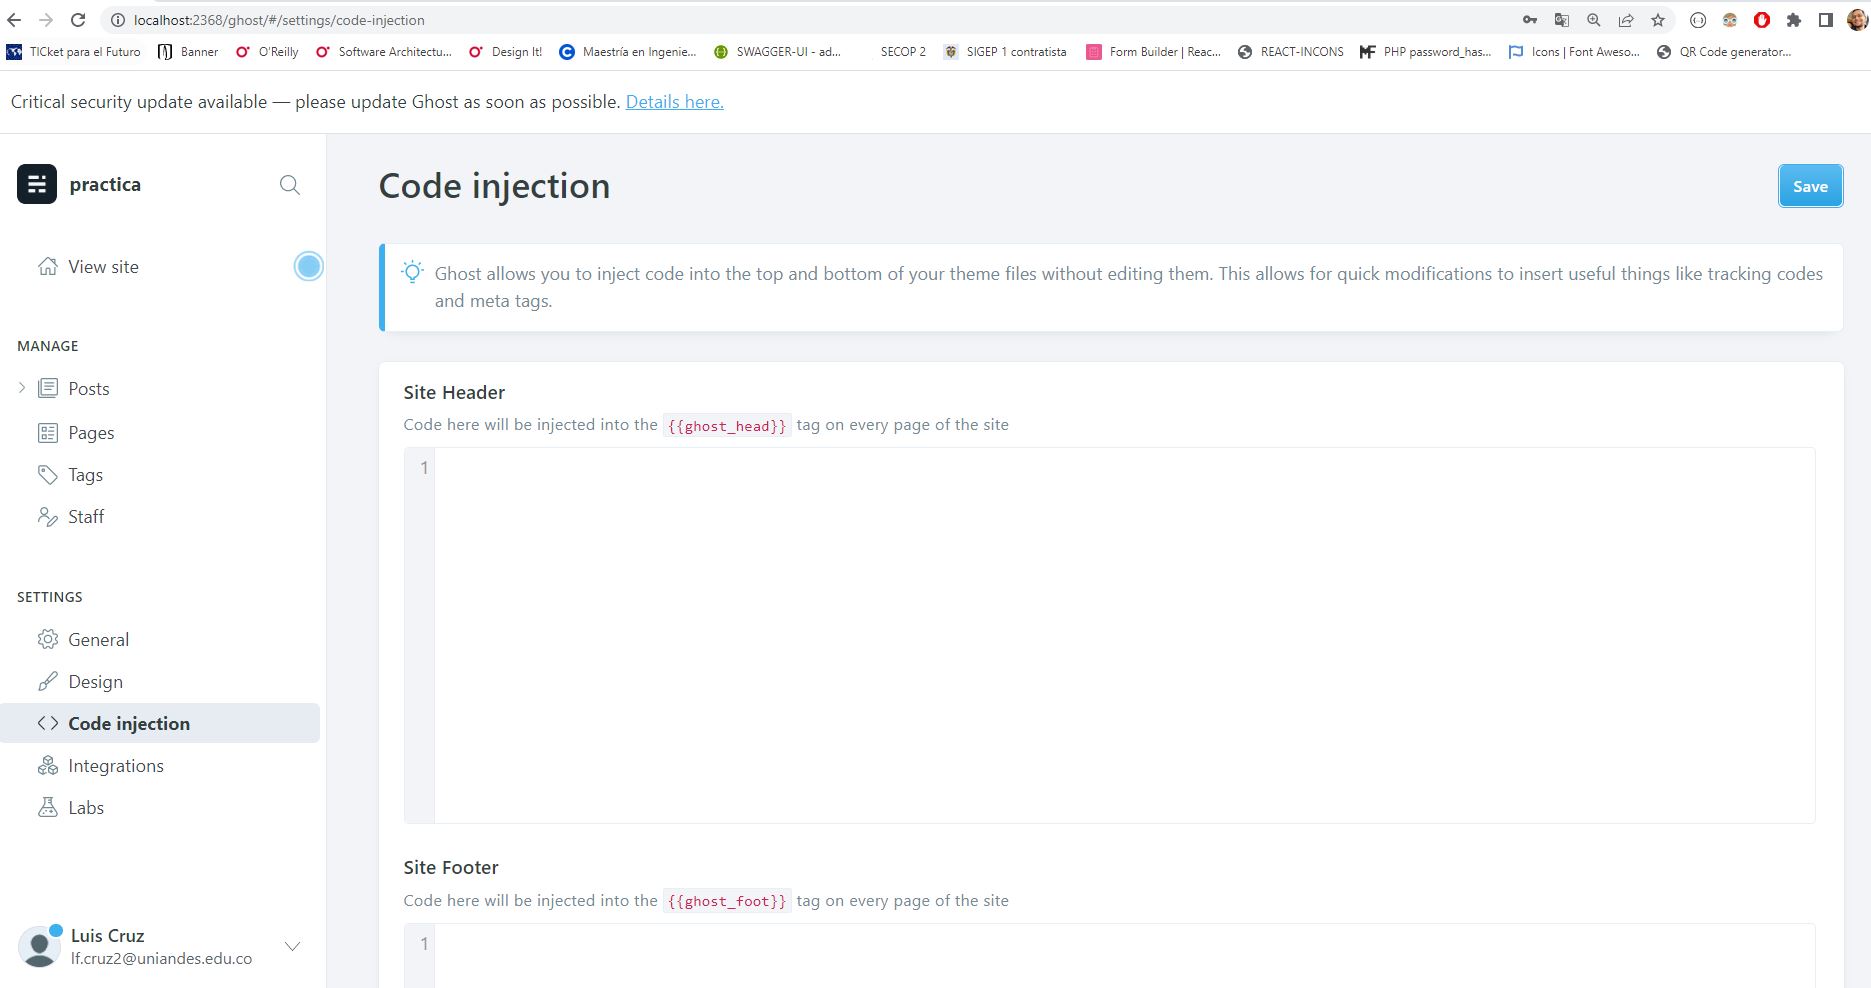 localhost:2368/ghost/#/settings/code-injection
TICket para el Futuro
Banner
O'Reilly
Software Architectu...
Design It!
Maestría en Ingenie...
SWAGGER-UI - ad...
SECOP 2
SIGEP 1 contratista
Form Builder | Reac...
REACT-INCONS
PHP password_has...
Icons | Font Aweso...
QR Code generator...
Critical security update available — please update Ghost as soon as possible. Details here.
practica
View site
MANAGE
Posts
Pages
Tags
Staff
SETTINGS
General
Design
Code injection
Integrations
Labs
Luis Cruz
lf.cruz2@uniandes.edu.co
Code injection
Save
Ghost allows you to inject code into the top and bottom of your theme files without editing them. This allows for quick modifications to insert useful things like tracking codes
and meta tags.
Site Header
Code here will be injected into the {{ghost_head}} tag on every page of the site
1
Site Footer
Code here will be injected into the {{ghost_foot}} tag on every page of the site
1